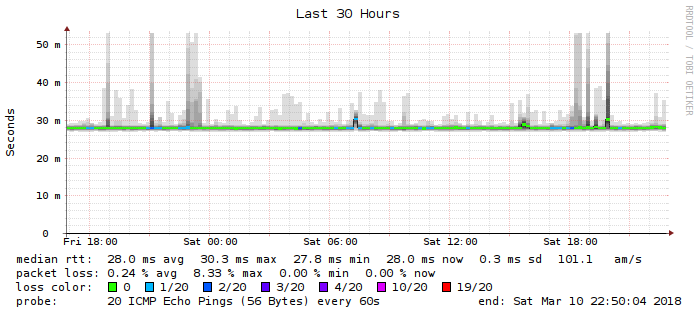 Last 30 Hours
RRDTOOL / TOBI OETIKER
Seconds
50 m
40 m
30 m
20 m
10 m
0
Fri 18:00 Sat 00:00 Sat 06:00 Sat 12:00 Sat 18:00
median rtt: 28.0 ms avg 30.3 ms max 27.8 ms min 28.0 ms now 0.3 ms sd 101.1 am/s
packet loss: 0.24 % avg 8.33 % max 0.00 % min 0.00 % now
loss color: 0 1/20 2/20 3/20 4/20 10/20 19/20
probe: 20 ICMP Echo Pings (56 Bytes) every 60s end: Sat Mar 10 22:50:04 2018